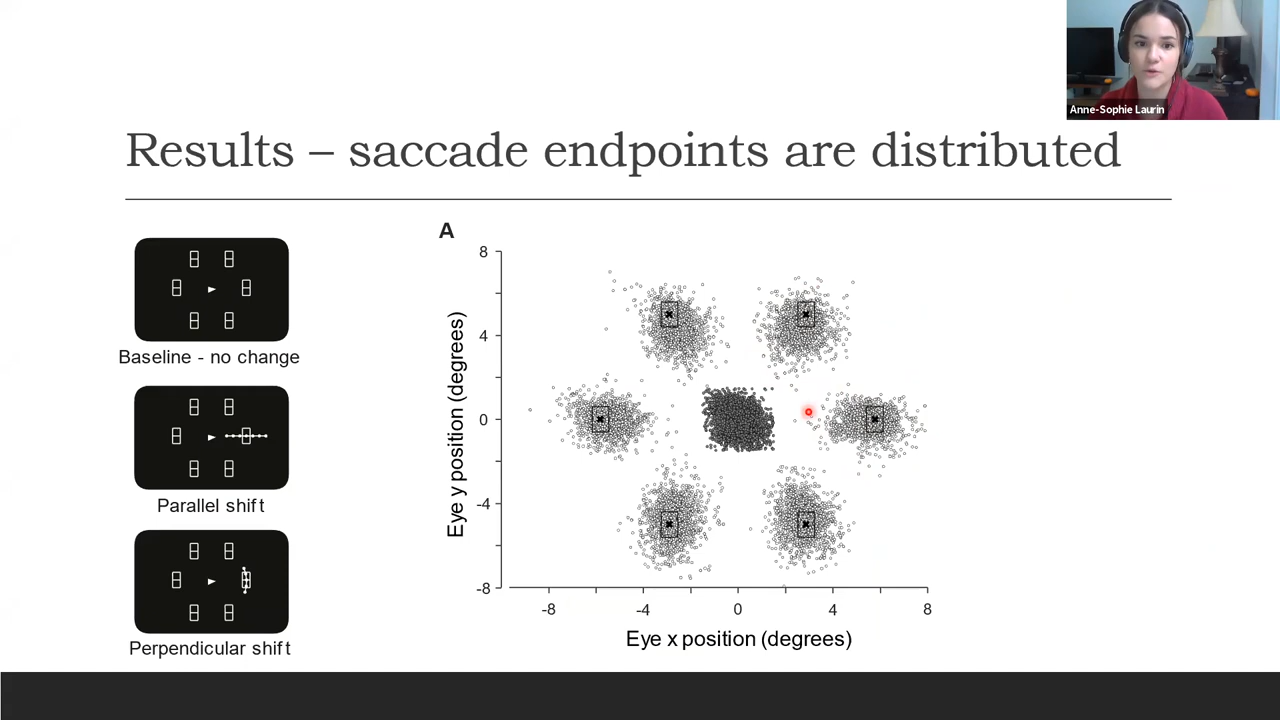 Anne-Sophie Laurin
Results – saccade endpoints are distributed
Baseline - no change
Parallel shift
Perpendicular shift
A
8
4
0
-4
-8
Eye y position (degrees)
-8
-4
0
4
8
Eye x position (degrees)